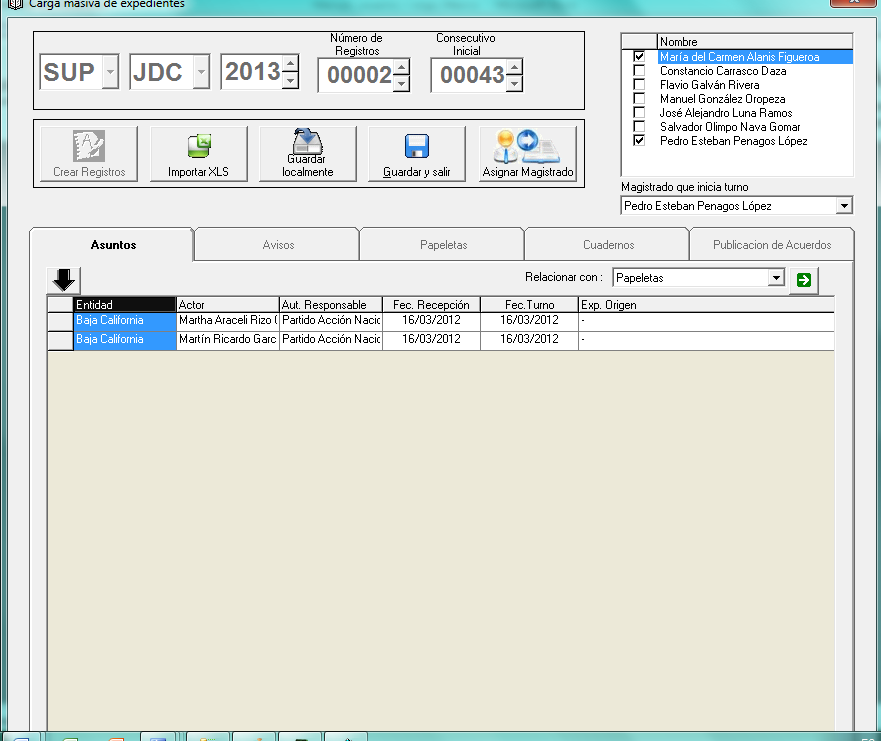 Carga masiva de expedientes
Número de Registros
Consecutivo Inicial
SUP JDC 2013 00002 00043
Crear Registros
Importar XLS
Guardar localmente
Guardar y salir
Asignar Magistrado
Nombre
María del Carmen Alanis Figueroa
Constancio Carrasco Daza
Flavio Galván Rivera
Manuel González Oropeza
José Alejandro Luna Ramos
Salvador Olimpo Nava Gomar
Pedro Esteban Penagos López
Magistrado que inicia turno
Pedro Esteban Penagos López
Asuntos Avisos Papeletas Cuadernos Publicacion de Acuerdos
Relacionar con : Papeletas
Entidad Actor Aut. Responsable Fec. Recepción Fec.Turno Exp. Origen
Baja California Martha Araceli Rizo ( Partido Acción Nacic 16/03/2012 16/03/2012 -
Baja California Martín Ricardo Garc Partido Acción Nacic 16/03/2012 16/03/2012 -